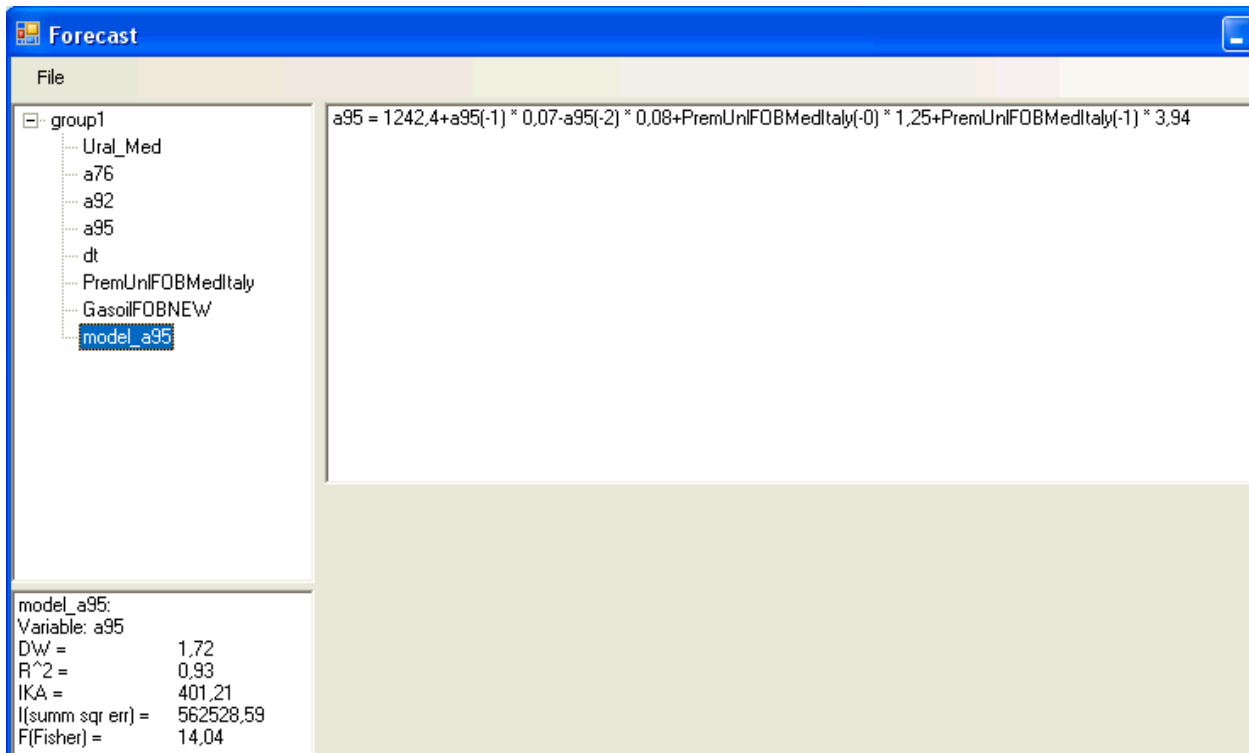 Forecast
File
group1
Ural_Med
a76
a92
a95
dt
PremUnlFOBMedItaly
GasoilFOBNEW
model_a95
a95 = 1242,4+a95(-1) * 0,07-a95(-2) * 0,08+PremUnlFOBMedItaly(-0) * 1,25+PremUnlFOBMedItaly(-1) * 3,94
model_a95:
Variable: a95
DW = 1,72
R^2 = 0,93
IKA = 401,21
I(summ sqr err) = 562528,59
F(Fisher) = 14,04